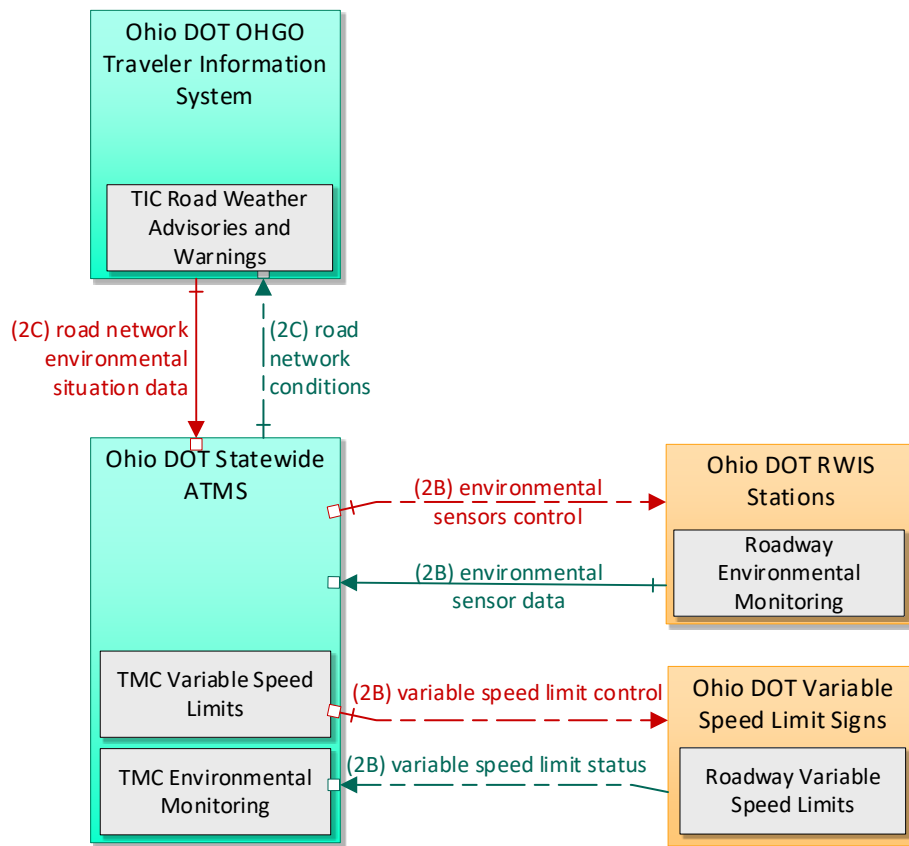 Ohio DOT OHGO
Traveler Information
System
TIC Road Weather
Advisories and
Warnings
(2C) road network
environmental
situation data
(2C) road
network
conditions
Ohio DOT Statewide
ATMS
(2B) environmental
sensors control
Ohio DOT RWIS
Stations
(2B) environmental
sensor data
Roadway
Environmental
Monitoring
TMC Variable Speed
Limits
(2B) variable speed limit control
Ohio DOT Variable
Speed Limit Signs
TMC Environmental
Monitoring
(2B) variable speed limit status
Roadway Variable
Speed Limits